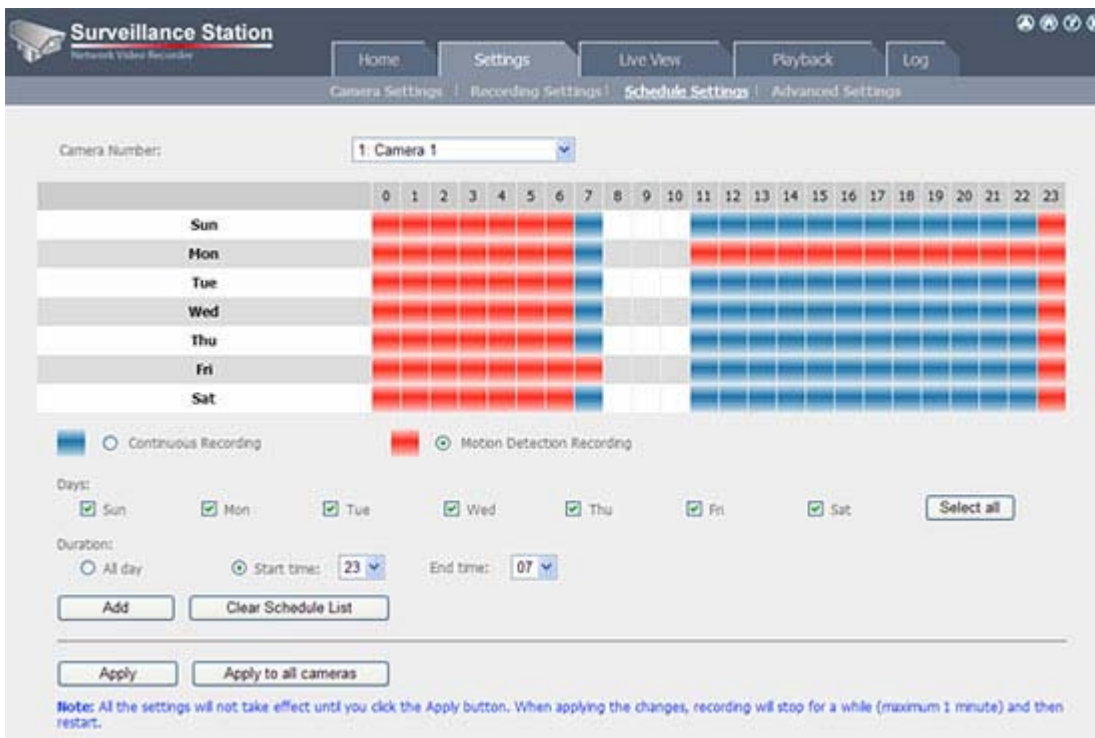 Surveillance Station
Network Video Recorder
Home Settings Live View Playback Log
Camera Settings | Recording Settings | Schedule Settings | Advanced Settings
Camera Number: 1: Camera 1
0 1 2 3 4 5 6 7 8 9 10 11 12 13 14 15 16 17 18 19 20 21 22 23
Sun
Mon
Tue
Wed
Thu
Fri
Sat
Continuous Recording Motion Detection Recording
Days:
Sun Mon Tue Wed Thu Fri Sat Select all
Duration:
All day Start time: 23 End time: 07
Add Clear Schedule List
Apply Apply to all cameras
Note: All the settings will not take effect until you click the Apply button. When applying the changes, recording will stop for a while (maximum 1 minute) and then
restart.